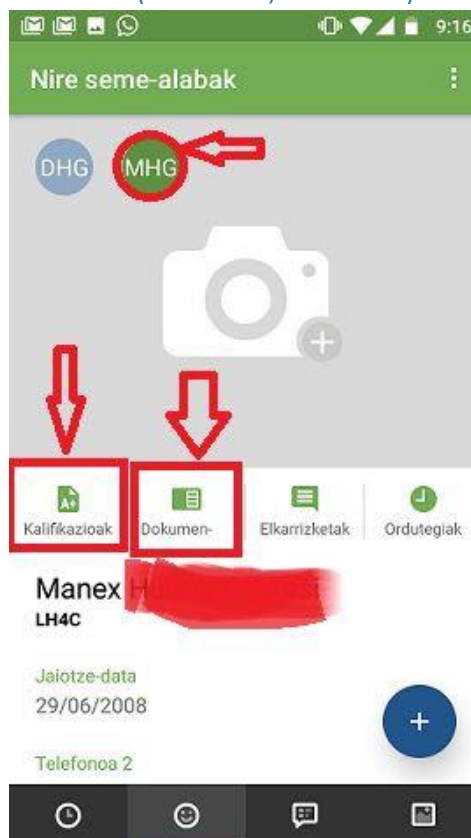 9:16
Nire seme-alabak
DHG MHG
A+
Kalifikazioak Dokumen- Elkarrizketak Ordutegiak
Manex
LH4C
Jaiotze-data
29/06/2008
Telefonoa 2